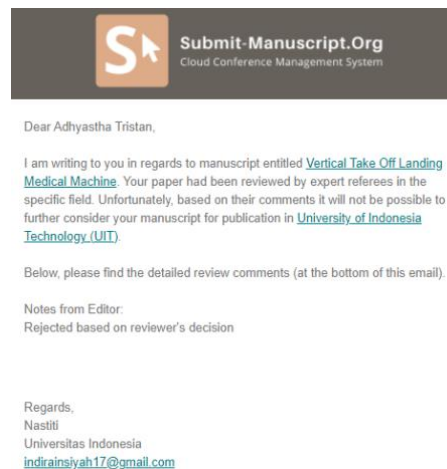 Submit-Manuscript.Org
Cloud Conference Management System
Dear Adhyastha Tristan,
I am writing to you in regards to manuscript entitled Vertical Take Off Landing
Medical Machine. Your paper had been reviewed by expert referees in the
specific field. Unfortunately, based on their comments it will not be possible to
further consider your manuscript for publication in University of Indonesia
Technology (UIT).
Below, please find the detailed review comments (at the bottom of this email).
Notes from Editor:
Rejected based on reviewer's decision
Regards,
Nastiti
Universitas Indonesia
indirainsiyah17@gmail.com